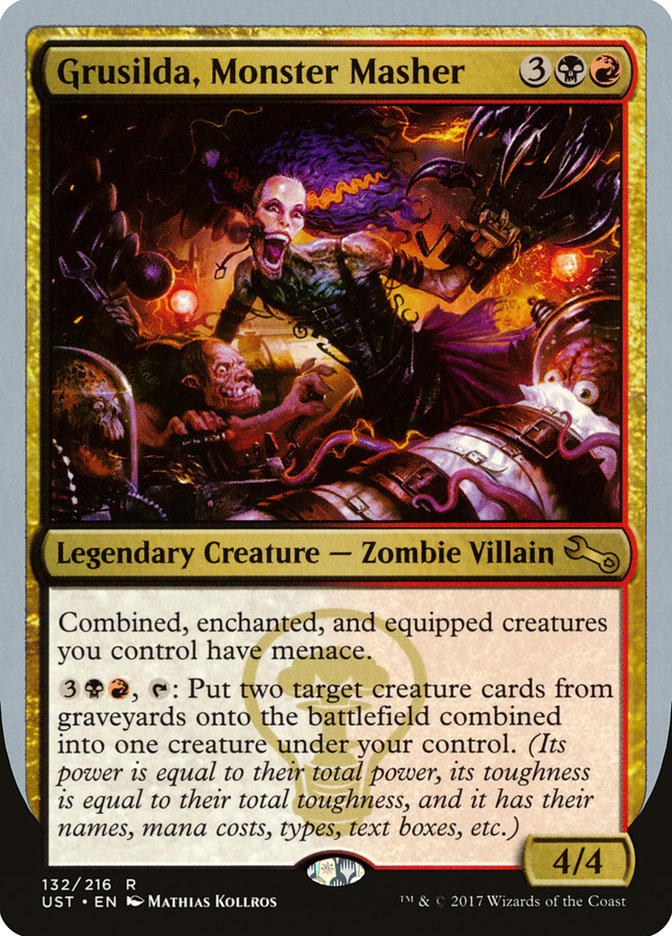 Grusilda, Monster Masher 3
Legendary Creature — Zombie Villain
Combined, enchanted, and equipped creatures
you control have menace.
3, : Put two target creature cards from
graveyards onto the battlefield combined
into one creature under your control. (Its
power is equal to their total power, its toughness
is equal to their total toughness, and it has their
names, mana costs, types, text boxes, etc.)
4/4
132/216 R
UST • EN Mathias Kollros
™ & © 2017 Wizards of the Coast